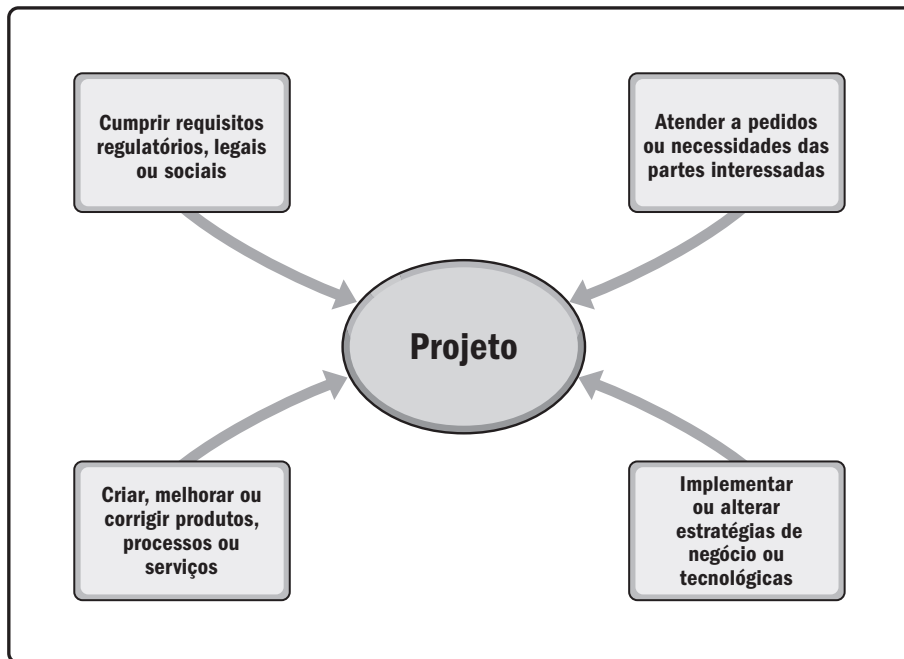 Cumprir requisitos
regulatórios, legais
ou sociais
Atender a pedidos
ou necessidades das
partes interessadas
Projeto
Criar, melhorar ou
corrigir produtos,
processos ou
serviços
Implementar
ou alterar
estratégias de
negócio ou
tecnológicas